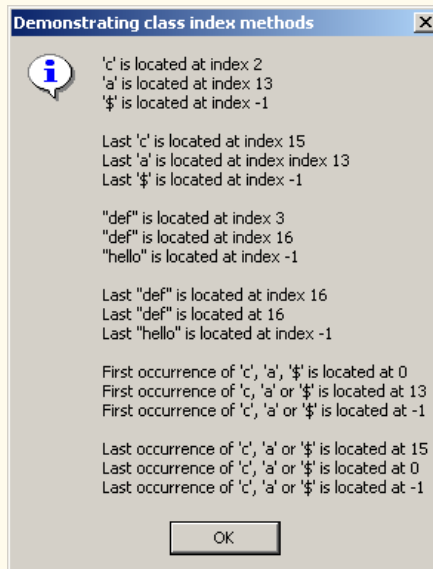 Demonstrating class index methods
'c' is located at index 2
'a' is located at index 13
'$' is located at index -1
Last 'c' is located at index 15
Last 'a' is located at index index 13
Last '$' is located at index -1
"def" is located at index 3
"def" is located at index 16
"hello" is located at index -1
Last "def" is located at index 16
Last "def" is located at 16
Last "hello" is located at index -1
First occurrence of 'c', 'a', '$' is located at 0
First occurrence of 'c, 'a' or '$' is located at 13
First occurrence of 'c', 'a' or '$' is located at -1
Last occurrence of 'c', 'a' or '$' is located at 15
Last occurrence of 'c', 'a' or '$' is located at 0
Last occurrence of 'c', 'a' or '$' is located at -1
OK